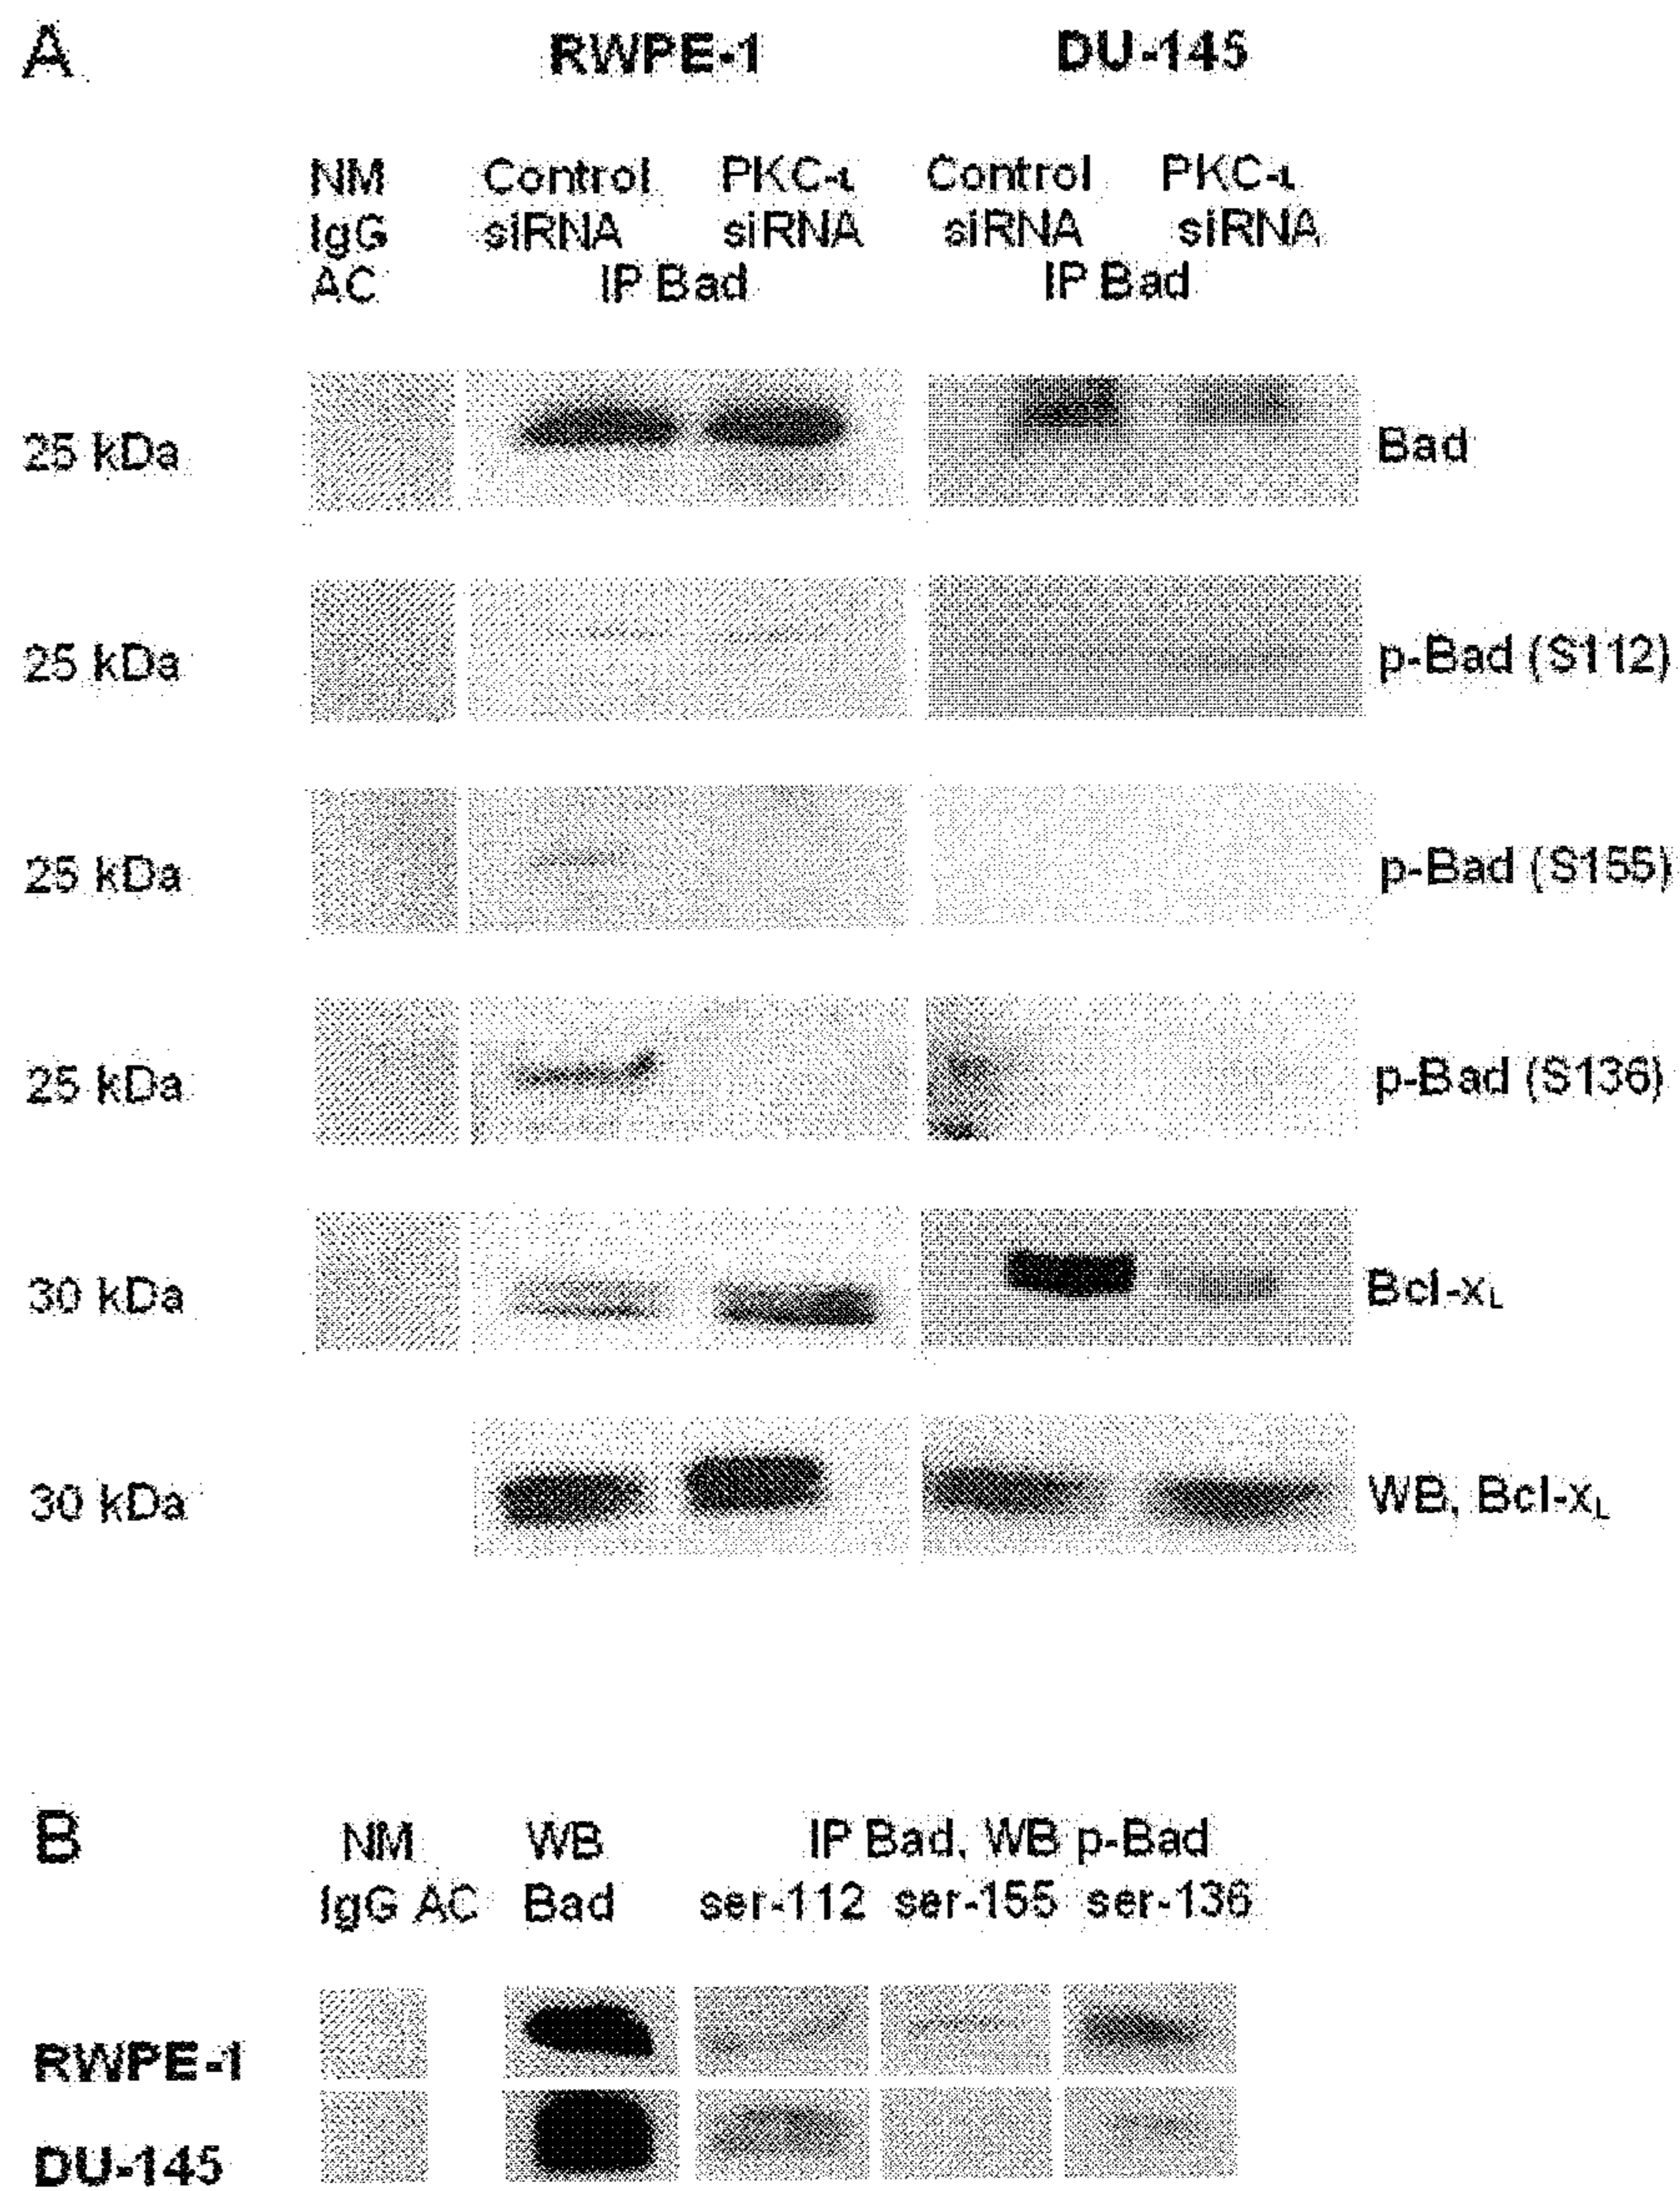 A RWPE-1 DU-145
NM Control PKC-ι Control PKC-ι
IgG siRNA siRNA siRNA siRNA
AC IP Bad IP Bad
25 kDa Bad
25 kDa p-Bad (S112)
25 kDa p-Bad (S155)
25 kDa p-Bad (S136)
30 kDa Bcl-xL
30 kDa WB, Bcl-xL
B NM WB IP Bad, WB p-Bad
IgG AC Bad ser-112 ser-155 ser-136
RWPE-1
DU-145